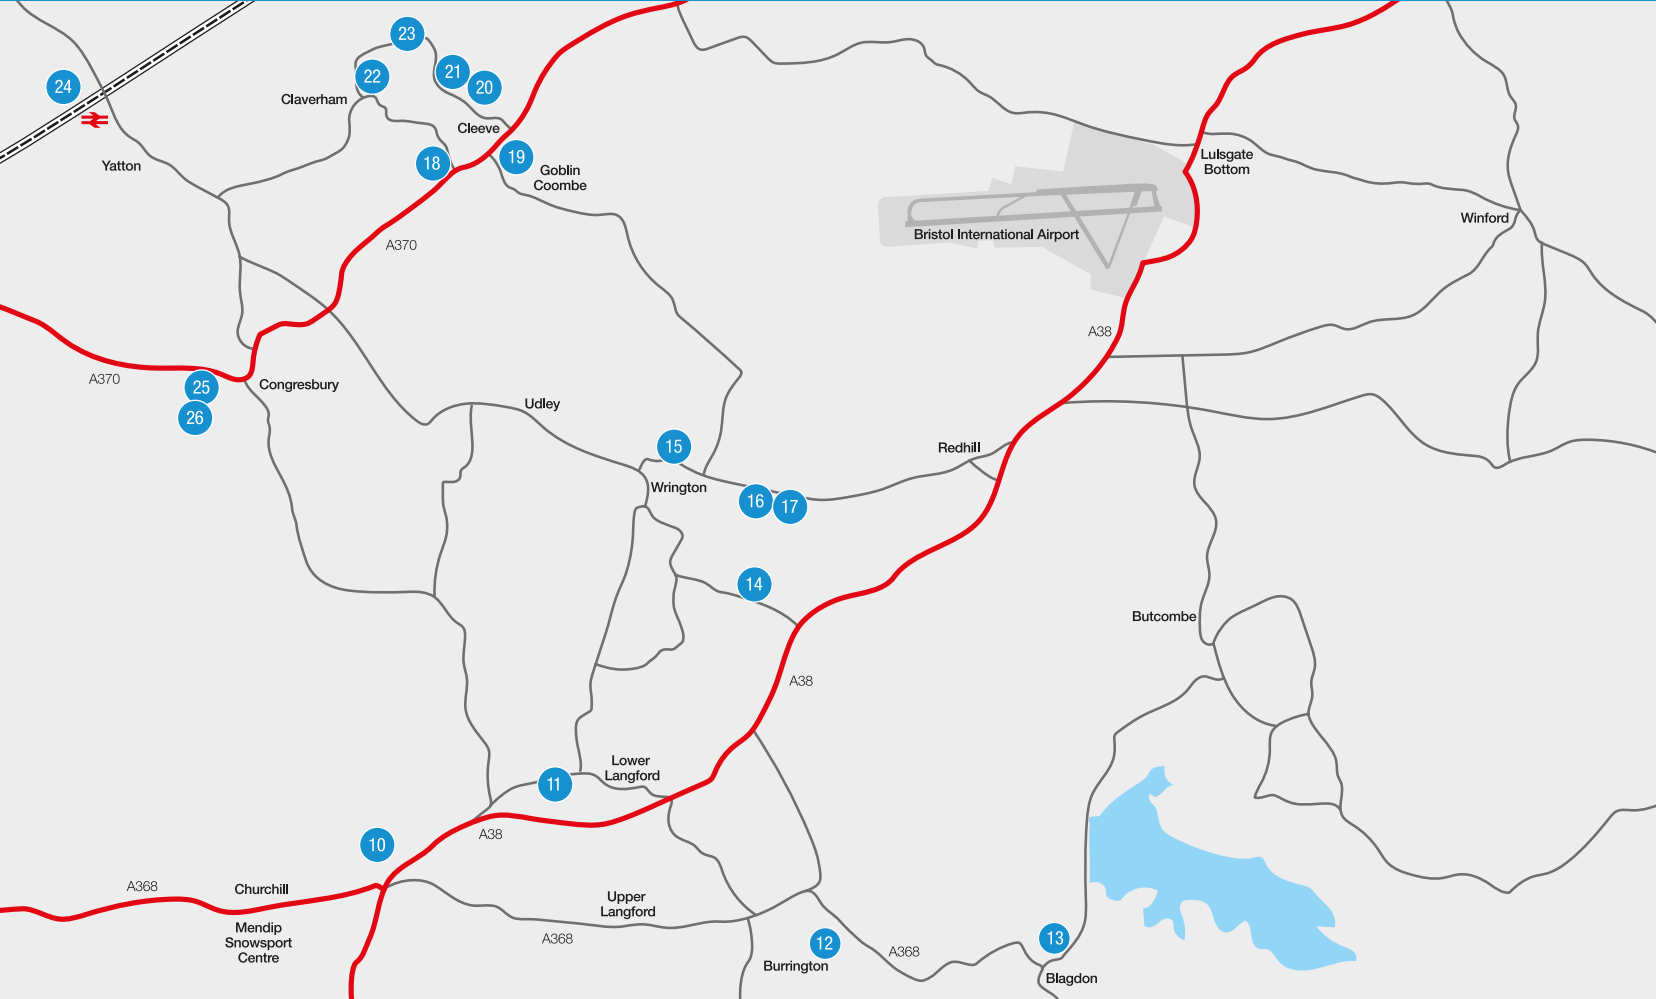 23
22
21
20
24
Claverham
Cleeve
Yatton
18
19
Goblin
Coombe
Lulsgate
Bottom
Winford
Bristol International Airport
A370
A38
A370
25
Congresbury
26
Udley
15
Redhill
Wrington
16
17
14
Butcombe
A38
Lower
Langford
11
A38
10
A368
Churchill
Mendip
Snowsport
Centre
Upper
Langford
A368
12
Burrington
A368
13
Blagdon